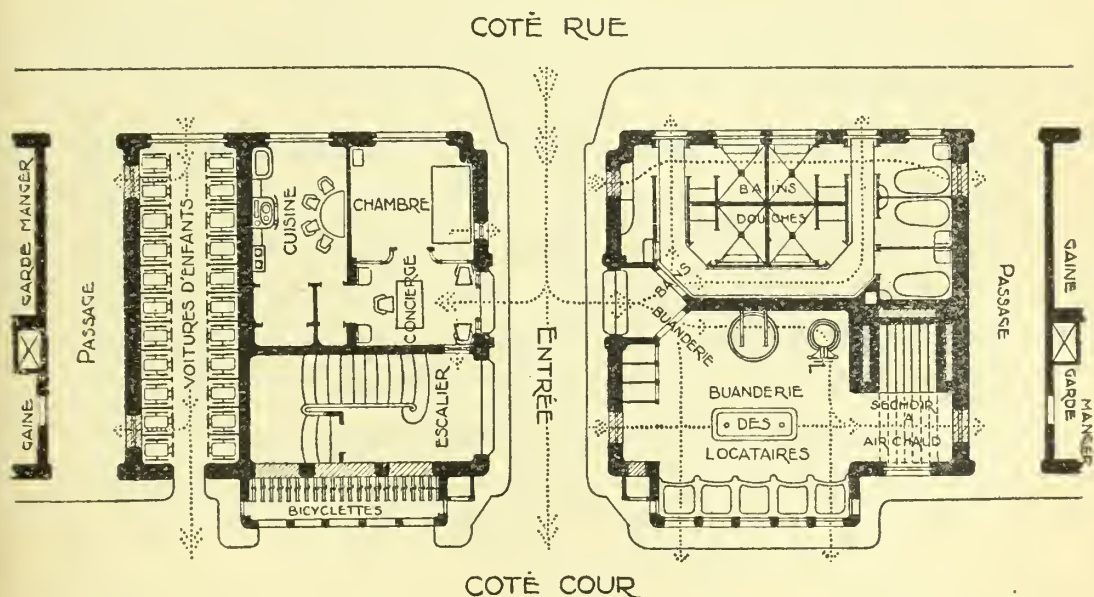 COTÉ RUE
GARDE MANGER
GAINE
PASSAGE
VOITURES D'ENFANTS
CUISINE
CHAMBRE
CONCIERGE
ESCALIER
BICYCLETTES
ENTRÉE
BAINS
DOUCHES
BAINS
BUANDERIE
BUANDERIE
DES
LOCATAIRES
SÉCHOIR
A
AIR CHAUD
PASSAGE
GAINE
GARDE
MANGER
COTÉ COUR